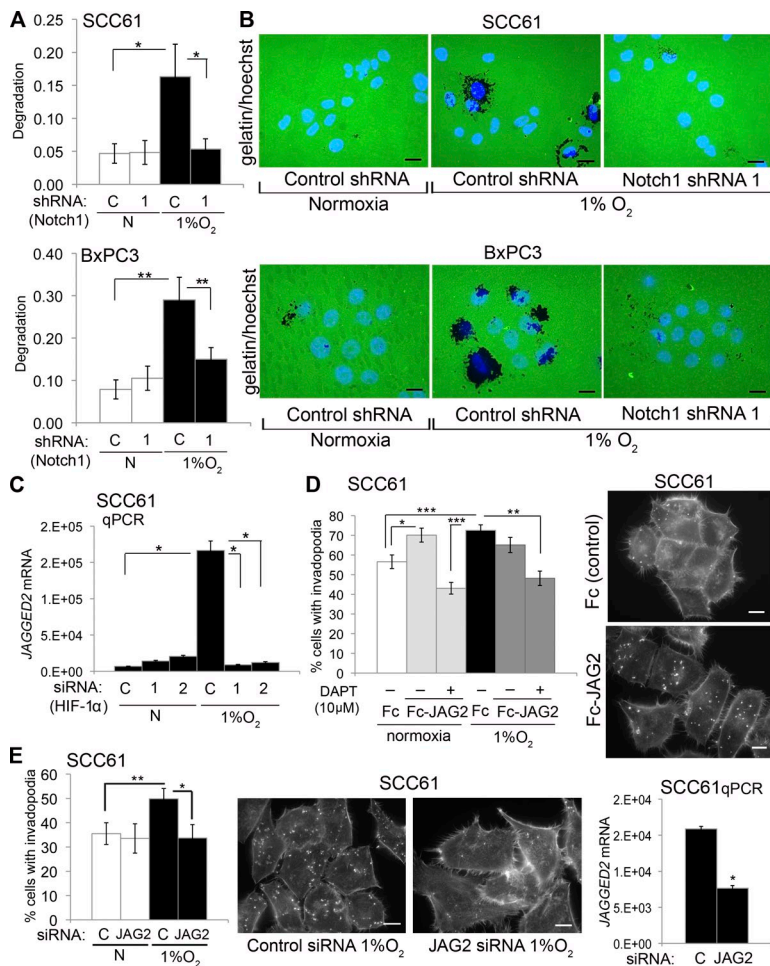 A
SCC61
Degradation
0.25
0.20
0.15
0.10
0.05
0.00
*
*
shRNA: C 1 C 1
(Notch1) N 1%O2
BxPC3
Degradation
0.40
0.30
0.20
0.10
0.00
**
**
shRNA: C 1 C 1
(Notch1) N 1%O2
B
SCC61
gelatin/hoechst
Control shRNA Control shRNA Notch1 shRNA 1
Normoxia 1% O2
BxPC3
gelatin/hoechst
Control shRNA Control shRNA Notch1 shRNA 1
Normoxia 1% O2
C
SCC61
qPCR
JAGGED2 mRNA
2.E+05
2.E+05
1.E+05
5.E+04
0.E+00
*
*
*
siRNA: C 1 2 C 1 2
(HIF-1α) N 1%O2
D
SCC61
% cells with invadopodia
80
70
60
50
40
30
20
10
0
***
*
***
**
DAPT – – + – – +
(10µM) Fc Fc-JAG2 Fc Fc-JAG2
normoxia 1%O2
SCC61
Fc (control)
Fc-JAG2
E
SCC61
% cells with invadopodia
60
50
40
30
20
10
0
**
*
siRNA: C JAG2 C JAG2
N 1%O2
SCC61
Control siRNA 1%O2 JAG2 siRNA 1%O2
SCC61qPCR
JAGGED2 mRNA
2.E+04
2.E+04
1.E+04
5.E+03
0.E+00
*
siRNA: C JAG2